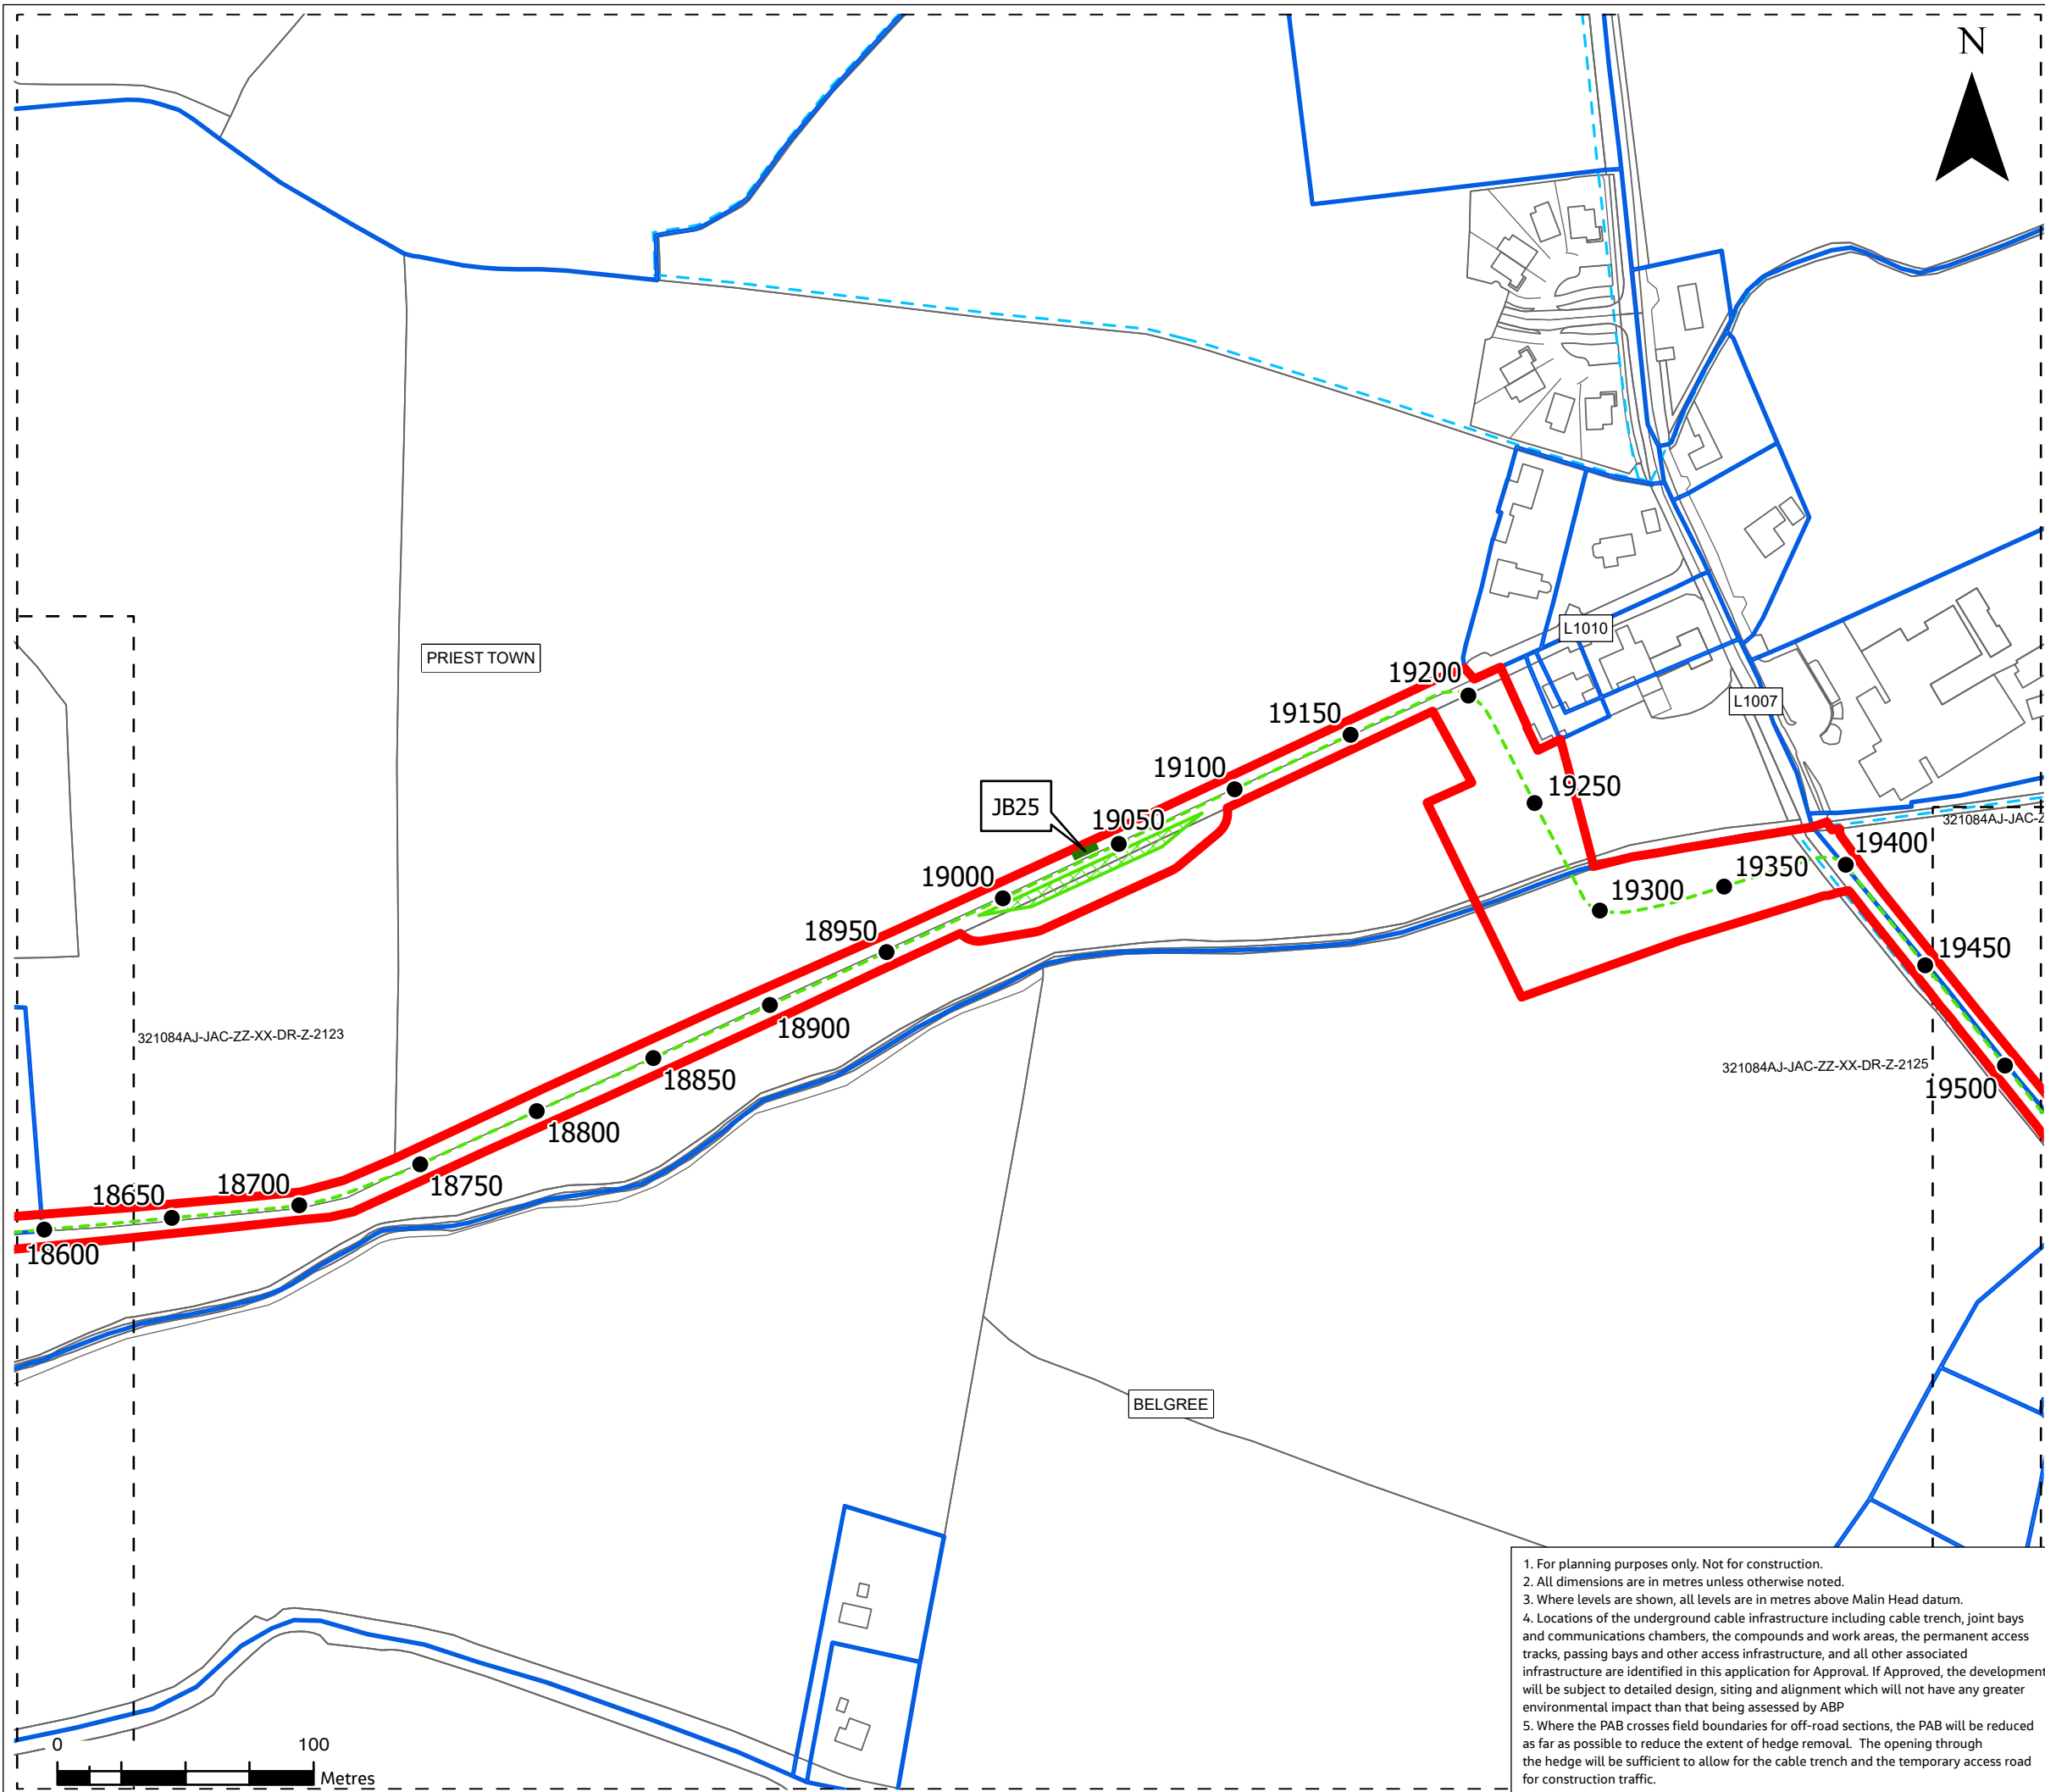 N
PRIEST TOWN
L1010
L1007
19200
19150
19100
19250
JB25
19050
321084AJ-JAC-Z
19400
19350
19000
19300
18950
19450
18900
321084AJ-JAC-ZZ-XX-DR-Z-2123
321084AJ-JAC-ZZ-XX-DR-Z-2125
18850
19500
18800
18750
18700
18650
18600
BELGREE
1. For planning purposes only. Not for construction.
2. All dimensions are in metres unless otherwise noted.
3. Where levels are shown, all levels are in metres above Malin Head datum.
4. Locations of the underground cable infrastructure including cable trench, joint bays
and communications chambers, the compounds and work areas, the permanent access
tracks, passing bays and other access infrastructure, and all other associated
infrastructure are identified in this application for Approval. If Approved, the development
will be subject to detailed design, siting and alignment which will not have any greater
environmental impact than that being assessed by ABP
5. Where the PAB crosses field boundaries for off-road sections, the PAB will be reduced
as far as possible to reduce the extent of hedge removal. The opening through
the hedge will be sufficient to allow for the cable trench and the temporary access road
for construction traffic.
0 100
Metres